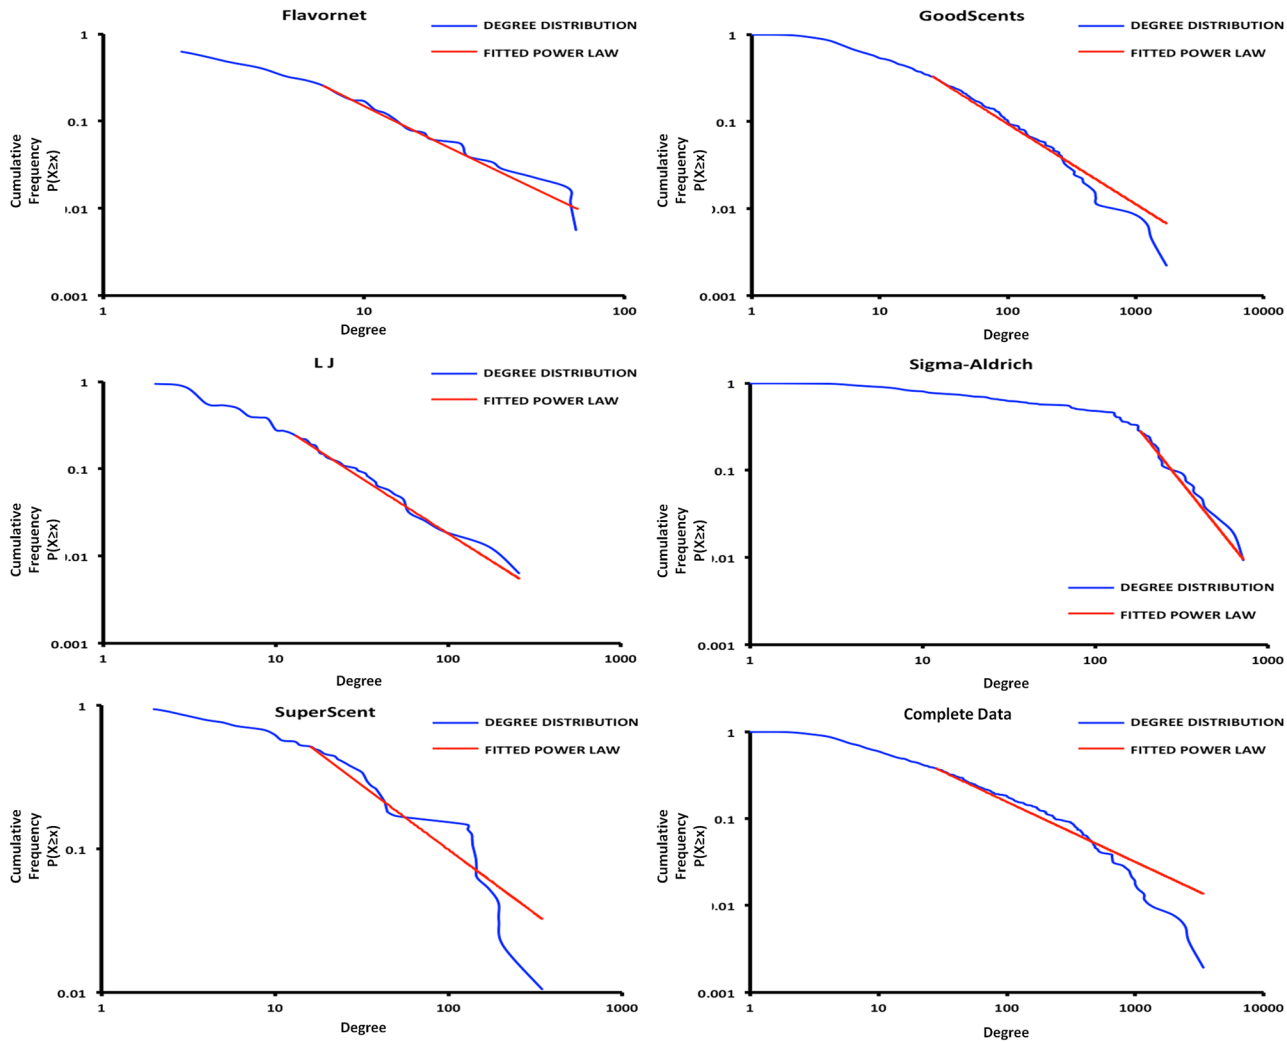 Flavornet
DEGREE DISTRIBUTION
FITTED POWER LAW
Cumulative
Frequency
P(X≥x)
1
0.1
).01
0.001
1
10
100
Degree
GoodScents
DEGREE DISTRIBUTION
FITTED POWER LAW
Cumulative
Frequency
P(X≥x)
1
0.1
).01
0.001
1
10
100
1000
10000
Degree
L J
DEGREE DISTRIBUTION
FITTED POWER LAW
Cumulative
Frequency
P(X≥x)
1
0.1
).01
0.001
1
10
100
1000
Degree
Sigma-Aldrich
DEGREE DISTRIBUTION
FITTED POWER LAW
Cumulative
Frequency
P(X≥x)
1
0.1
).01
0.001
1
10
100
1000
Degree
SuperScent
DEGREE DISTRIBUTION
FITTED POWER LAW
Cumulative
Frequency
P(X≥x)
1
0.1
0.01
1
10
100
1000
Degree
Complete Data
DEGREE DISTRIBUTION
FITTED POWER LAW
Cumulative
Frequency
P(X≥x)
1
0.1
).01
0.001
1
10
100
1000
10000
Degree